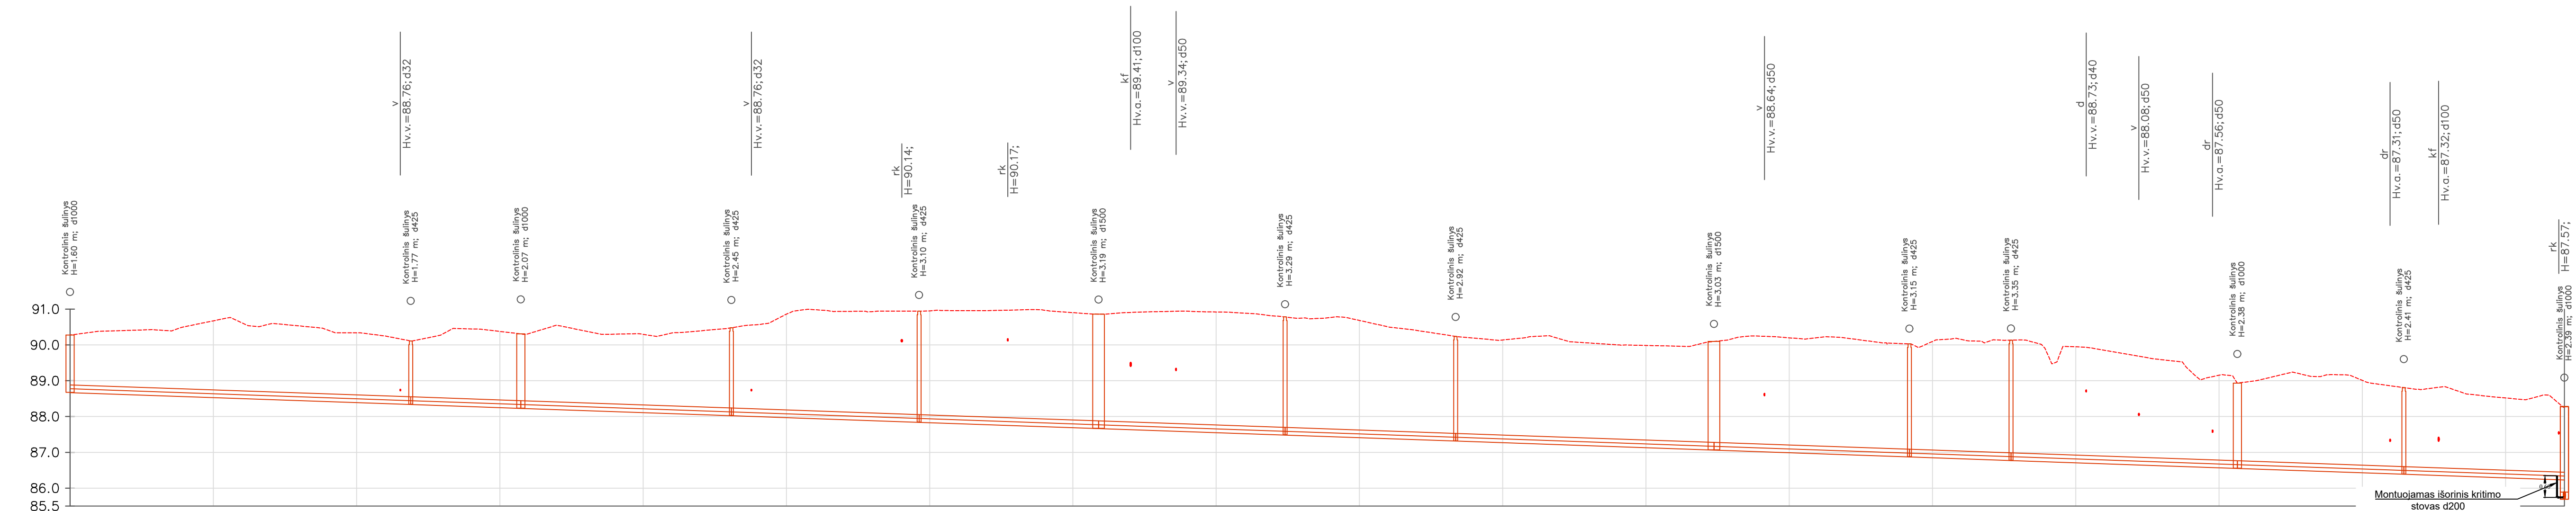 v
Hv.v.=88.76; d32
v
Hv.v.=88.76; d32
rk
H=90.14;
rk
H=90.17;
kf
Hv.a.=89.41; d100
v
Hv.v.=89.34; d50
v
Hv.v.=88.64; d50
d
Hv.v.=88.73; d40
v
Hv.v.=88.08; d50
dr
Hv.a.=87.56; d50
dr
Hv.a.=87.31; d50
kf
Hv.a.=87.32; d100
rk
H=87.57;
Kontrolinis šulinys
H=1.60 m; d1000
Kontrolinis šulinys
H=1.77 m; d425
Kontrolinis šulinys
H=2.07 m; d1000
Kontrolinis šulinys
H=2.45 m; d425
Kontrolinis šulinys
H=3.10 m; d425
Kontrolinis šulinys
H=3.19 m; d1500
Kontrolinis šulinys
H=3.29 m; d425
Kontrolinis šulinys
H=2.92 m; d425
Kontrolinis šulinys
H=3.03 m; d1500
Kontrolinis šulinys
H=3.15 m; d425
Kontrolinis šulinys
H=3.35 m; d425
Kontrolinis šulinys
H=2.38 m; d1000
Kontrolinis šulinys
H=2.41 m; d425
Kontrolinis šulinys
H=2.39 m; d1000
91.0
90.0
89.0
88.0
87.0
86.0
85.5
Montuojamas išorinis kritimo
stovas d200